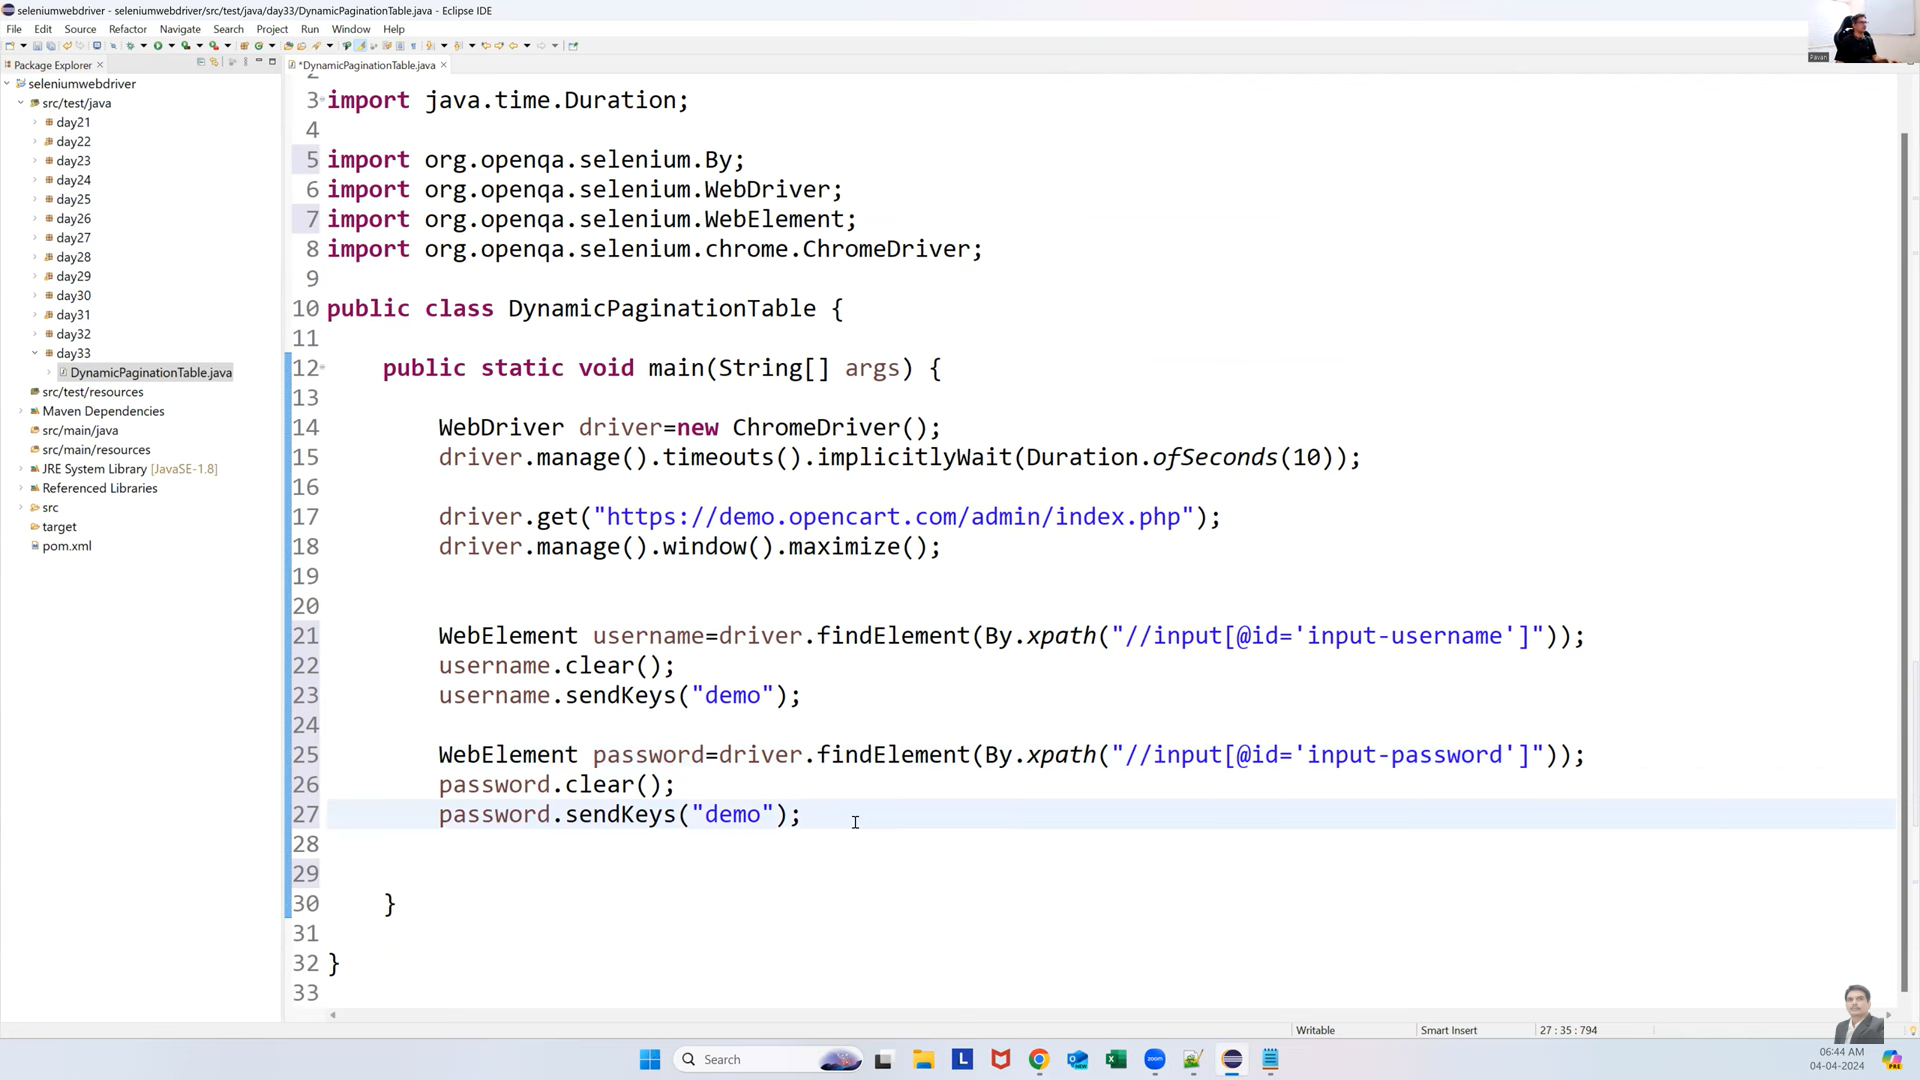 seleniumwebdriver - seleniumwebdriver/src/test/java/day33/DynamicPaginationTable.java - Eclipse IDE
File Edit Source Refactor Navigate Search Project Run Window Help
Package Explorer
*DynamicPaginationTable.java
seleniumwebdriver
src/test/java
day21
day22
day23
day24
day25
day26
day27
day28
day29
day30
day31
day32
day33
DynamicPaginationTable.java
src/test/resources
Maven Dependencies
src/main/java
src/main/resources
JRE System Library [JavaSE-1.8]
Referenced Libraries
src
target
pom.xml
2
3 import java.time.Duration;
4
5 import org.openqa.selenium.By;
6 import org.openqa.selenium.WebDriver;
7 import org.openqa.selenium.WebElement;
8 import org.openqa.selenium.chrome.ChromeDriver;
9
10 public class DynamicPaginationTable {
11
12 public static void main(String[] args) {
13
14 WebDriver driver=new ChromeDriver();
15 driver.manage().timeouts().implicitlyWait(Duration.ofSeconds(10));
16
17 driver.get("https://demo.opencart.com/admin/index.php");
18 driver.manage().window().maximize();
19
20
21 WebElement username=driver.findElement(By.xpath("//input[@id='input-username']"));
22 username.clear();
23 username.sendKeys("demo");
24
25 WebElement password=driver.findElement(By.xpath("//input[@id='input-password']"));
26 password.clear();
27 password.sendKeys("demo");
28
29
30 }
31
32 }
33
Writable Smart Insert 27 : 35 : 794
Search
06:44 AM
04-04-2024
Pavan